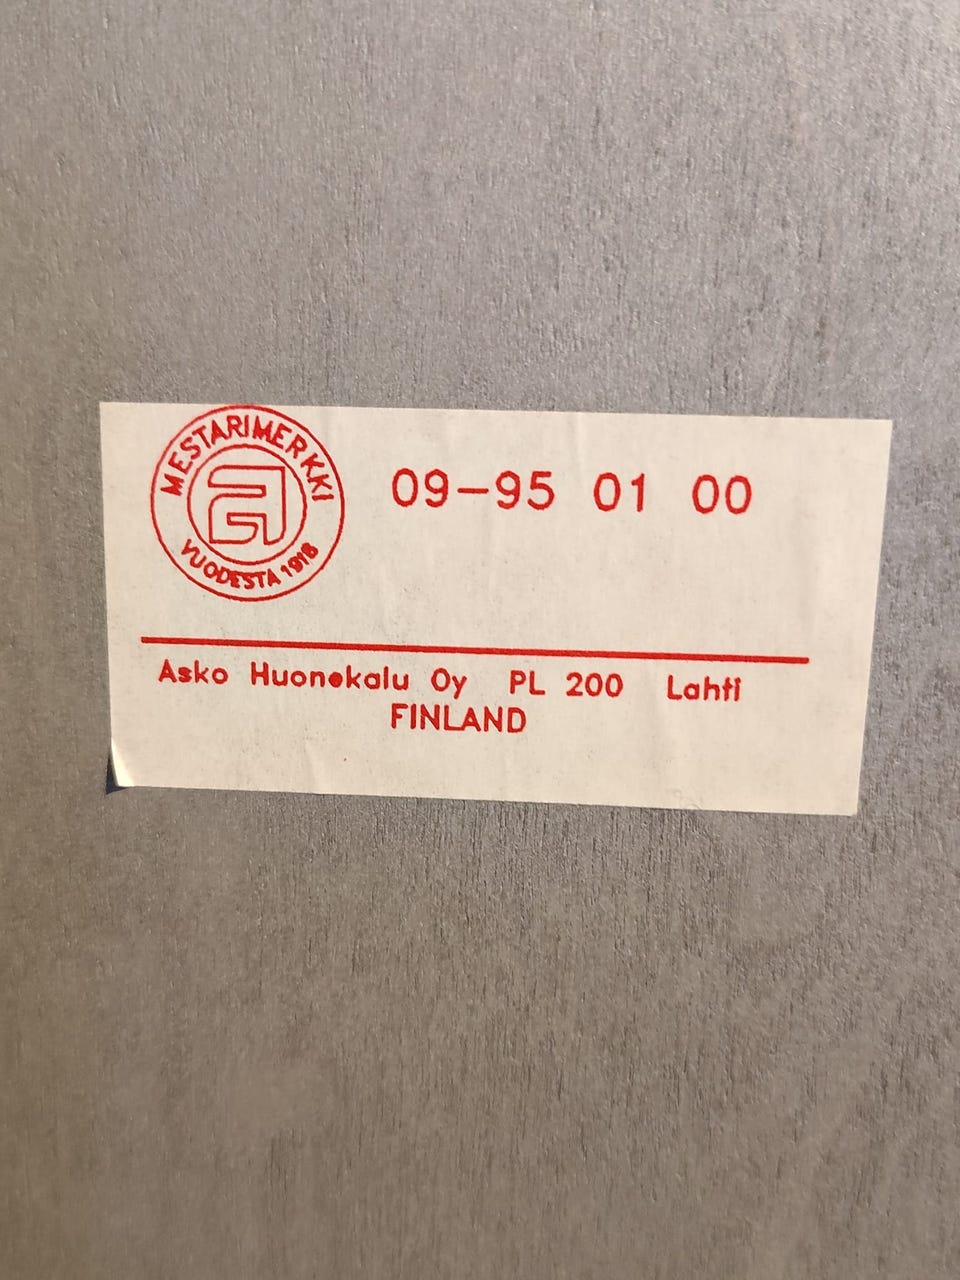 MESTARIMERKKI
a
VUODESTA 1918
09-95 01 00
Asko Huonekalu Oy PL 200 Lahti
FINLAND